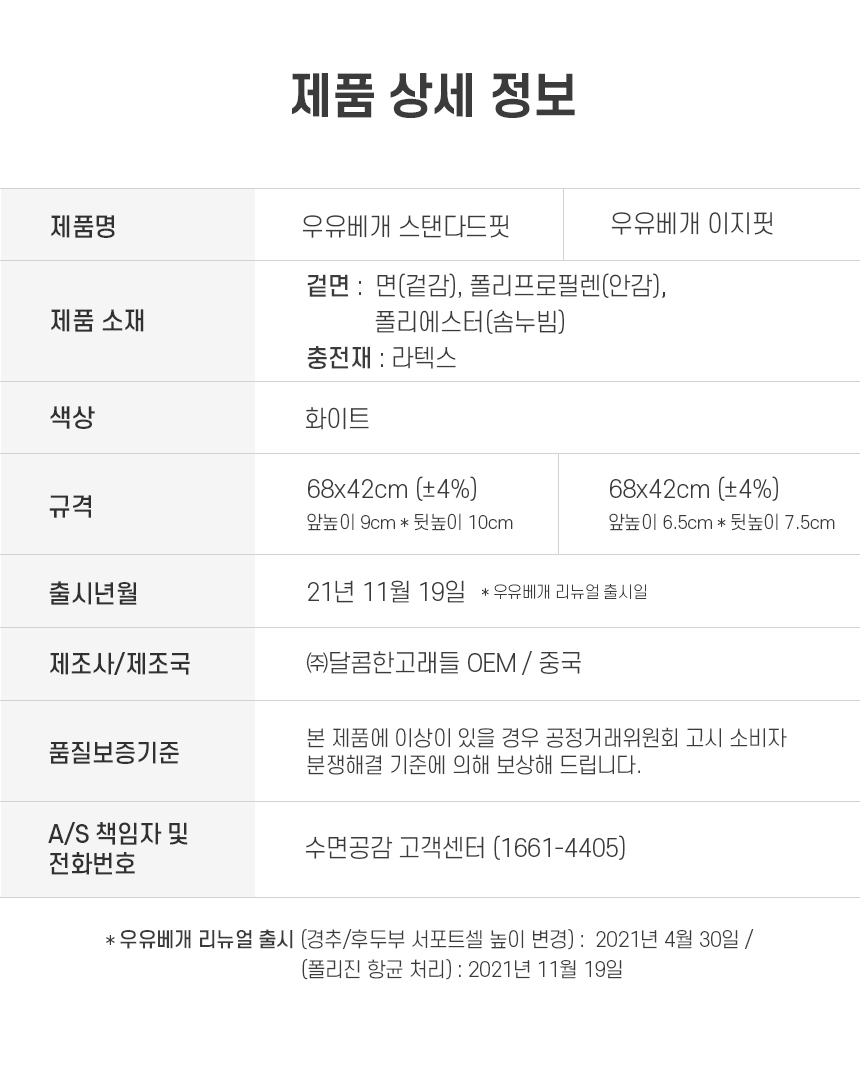 제품 상세 정보
제품명
우유베개 스탠다드핏
우유베개 이지핏
제품 소재
겉면 : 면(겉감), 폴리프로필렌(안감),
폴리에스터(솜누빔)
충전재 : 라텍스
색상
화이트
규격
68x42cm (±4%)
앞높이 9cm * 뒷높이 10cm
68x42cm (±4%)
앞높이 6.5cm * 뒷높이 7.5cm
출시년월
21년 11월 19일 * 우유베개 리뉴얼 출시일
제조사/제조국
㈜달콤한고래들 OEM / 중국
품질보증기준
본 제품에 이상이 있을 경우 공정거래위원회 고시 소비자
분쟁해결 기준에 의해 보상해 드립니다.
A/S 책임자 및
전화번호
수면공감 고객센터 (1661-4405)
* 우유베개 리뉴얼 출시 (경추/후두부 서포트셀 높이 변경) : 2021년 4월 30일 /
(폴리진 항균 처리) : 2021년 11월 19일